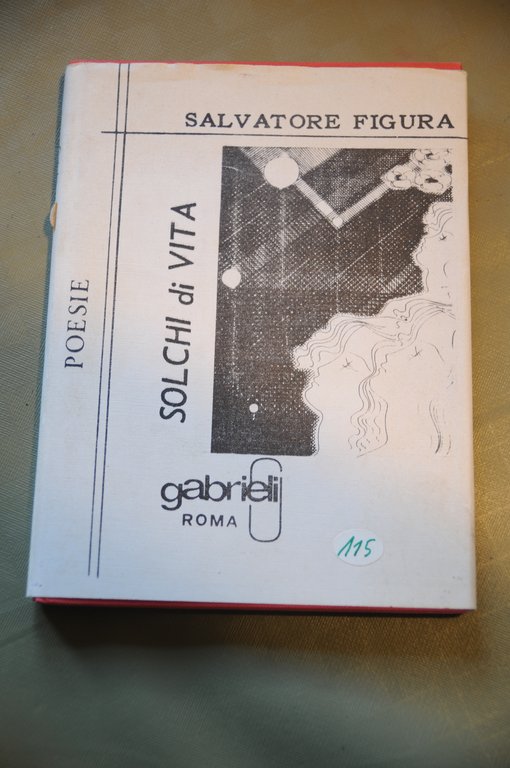 SALVATORE FIGURA
POESIE
SOLCHI di VITA
gabrieli
ROMA
115